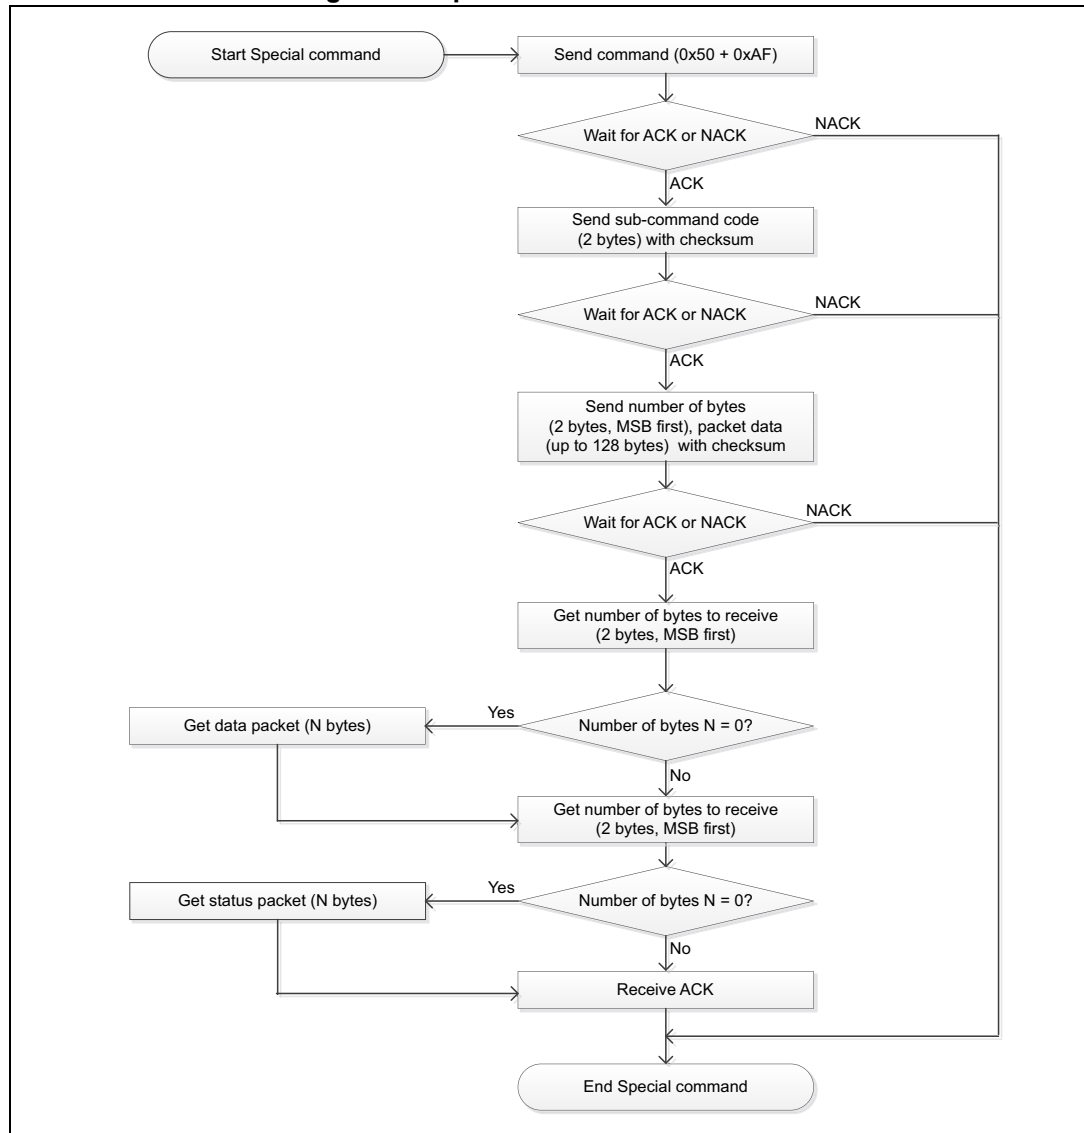 Start Special command
Send command (0x50 + 0xAF)
Wait for ACK or NACK
NACK
ACK
Send sub-command code
(2 bytes) with checksum
Wait for ACK or NACK
NACK
ACK
Send number of bytes
(2 bytes, MSB first), packet data
(up to 128 bytes) with checksum
Wait for ACK or NACK
NACK
ACK
Get number of bytes to receive
(2 bytes, MSB first)
Get data packet (N bytes)
Yes
Number of bytes N = 0?
No
Get number of bytes to receive
(2 bytes, MSB first)
Get status packet (N bytes)
Yes
Number of bytes N = 0?
No
Receive ACK
End Special command